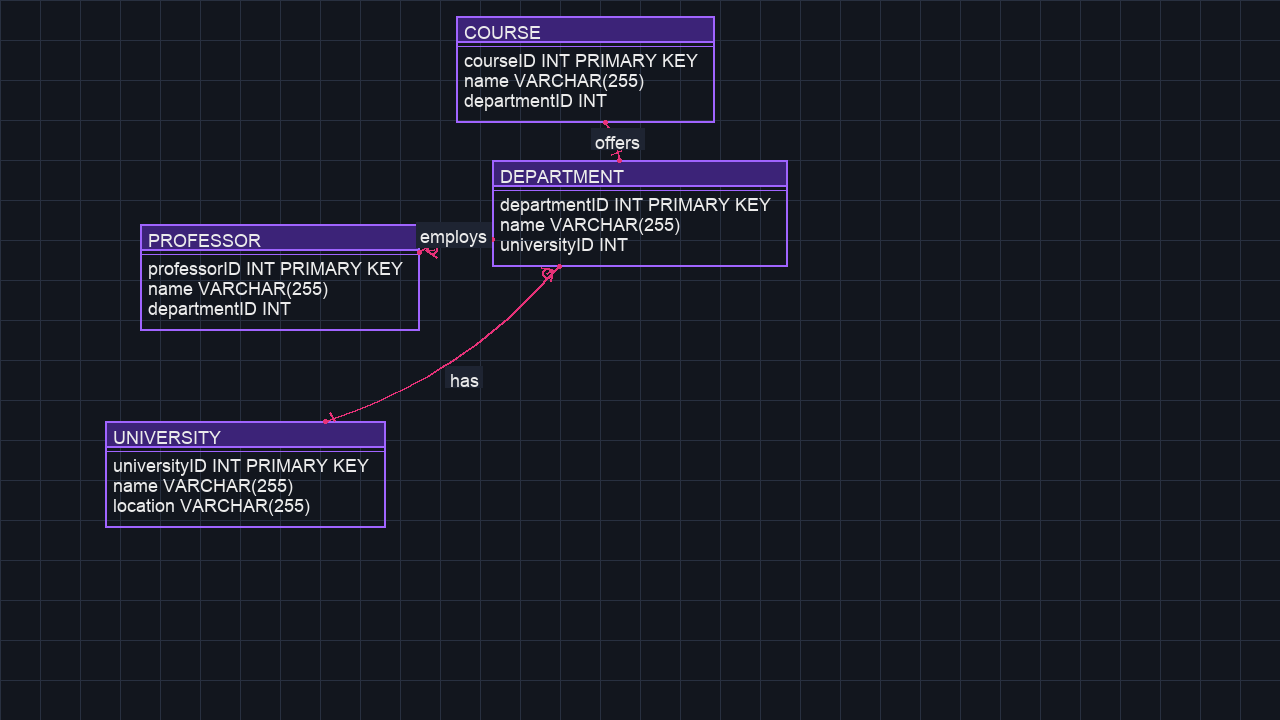 COURSE
courseID INT PRIMARY KEY
name VARCHAR(255)
departmentID INT
offers
DEPARTMENT
departmentID INT PRIMARY KEY
name VARCHAR(255)
universityID INT
employs
PROFESSOR
professorID INT PRIMARY KEY
name VARCHAR(255)
departmentID INT
has
UNIVERSITY
universityID INT PRIMARY KEY
name VARCHAR(255)
location VARCHAR(255)